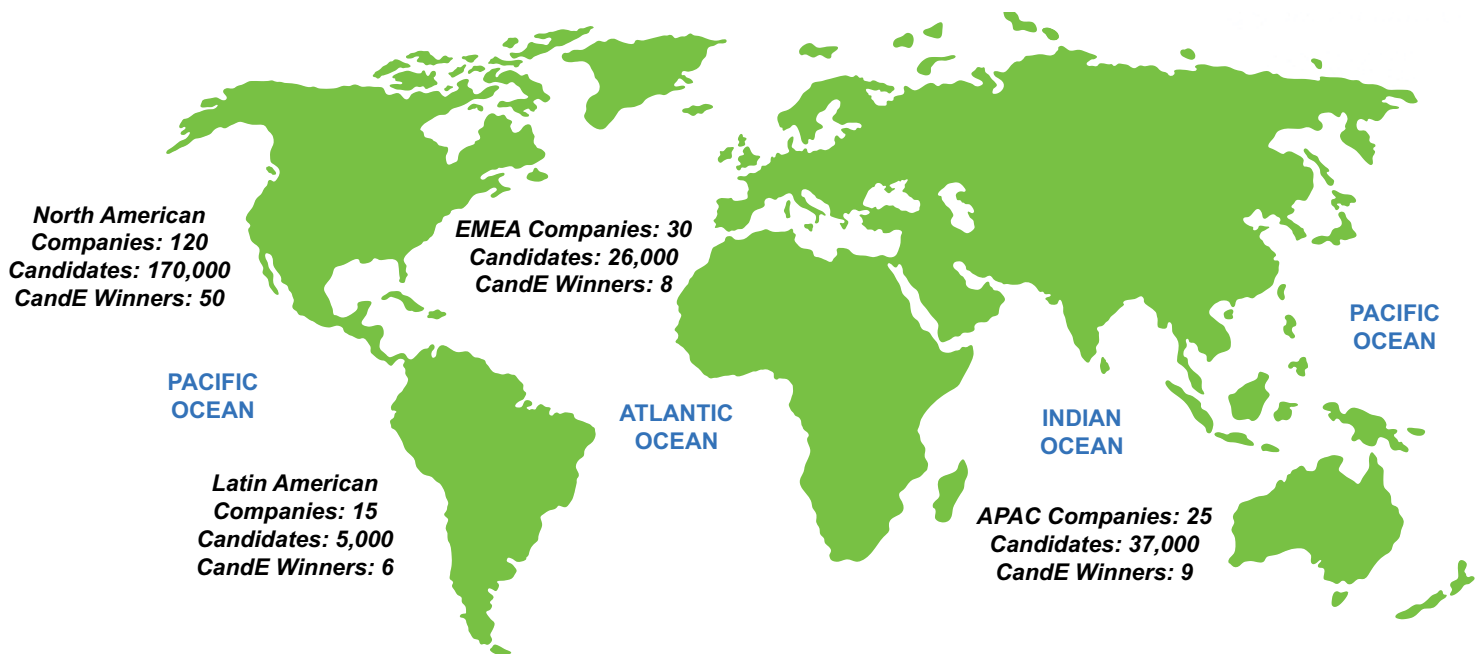 North American
Companies: 120
Candidates: 170,000
CandE Winners: 50
EMEA Companies: 30
Candidates: 26,000
CandE Winners: 8
PACIFIC
OCEAN
PACIFIC
OCEAN
ATLANTIC
OCEAN
INDIAN
OCEAN
Latin American
Companies: 15
Candidates: 5,000
CandE Winners: 6
APAC Companies: 25
Candidates: 37,000
CandE Winners: 9